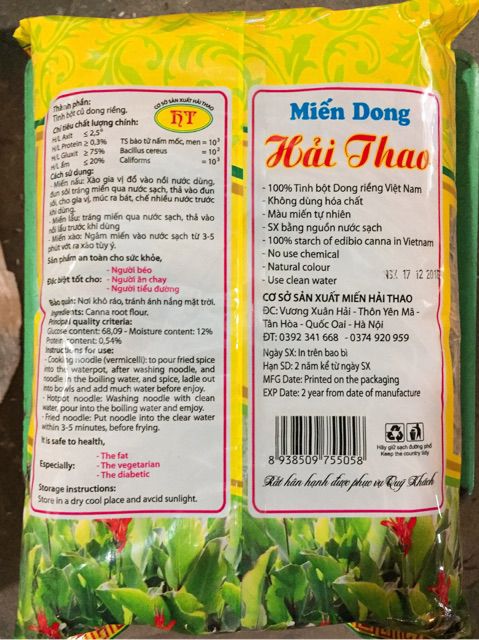 Thành phần:
Tinh bột củ dong riềng.
Chỉ tiêu chất lượng chính:
H/L Axit ≤ 2,5°
H/L Protein ≥ 0,3% TS bào tử nấm mốc, men = 10³
H/L Gluxit ≥ 75% Bacillus cereus = 10²
H/L ẩm ≤ 20% Califorms = 10³
Cách sử dụng:
- Miến nấu: Xào gia vị đổ vào nồi nước dùng,
đun sôi tráng miến qua nước sạch, thả vào đun
sôi, cho gia vị, múc ra bát, chế nhiều nước trước
khi dùng.
- Miến lẩu: tráng miến qua nước sạch, thả vào
nồi lẩu trước khi dùng
- Miến xào: Ngâm miến vào nước sạch từ 3-5
phút vớt ra xào tùy ý.
Sản phẩm an toàn cho sức khỏe,
- Người béo
Đặc biệt tốt cho: - Người ăn chay
- Người tiểu đường
Bảo quản: Nơi khô ráo, tránh ánh nắng mặt trời.
Ingredients: Canna root flour.
Principal quality criteria:
Glucose content: 68,09 - Moisture content: 12%
Protein content: 0,54%
Instructions for use:
- Cooking noodle (vermicelli): to pour fried spice
into the waterpot, after washing noodle, and
noodle in the boiling water, and spice, ladle out
into bowls and add much water before enjoy.
- Hotpot noodle: Washing noodle with clean
water, pour into the boiling water and emjoy.
- Fried noodle: Put noodle into the clear water
within 3-5 minutes, before frying.
It is safe to health,
- The fat
Especially: - The vegetarian
- The diabetic
Storage instructions:
Store in a dry cool place and avcid sunlight.
CƠ SỞ SẢN XUẤT HẢI THAO
HT
Miến Dong
Hải Thao
- 100% Tinh bột Dong riềng Việt Nam
- Không dùng hóa chất
- Màu miến tự nhiên
- SX bằng nguồn nước sạch
- 100% starch of edibio canna in Vietnam
- No use chemical
- Natural colour
- Use clean water
NSX 17 12 201
CƠ SỞ SẢN XUẤT MIẾN HẢI THAO
ĐC: Vương Xuân Hải - Thôn Yên Mã -
Tân Hòa - Quốc Oai - Hà Nội
ĐT: 0392 341 668 - 0374 920 959
Ngày SX: In trên bao bì
Hạn SD: 2 năm kể từ ngày SX
MFG Date: Printed on the packaging
EXP Date: 2 year from date of manufacture
8 938509 755058
Hãy giữ sạch đường phố
Keep the country tidy
Rất hân hạnh được phục vụ Quý Khách